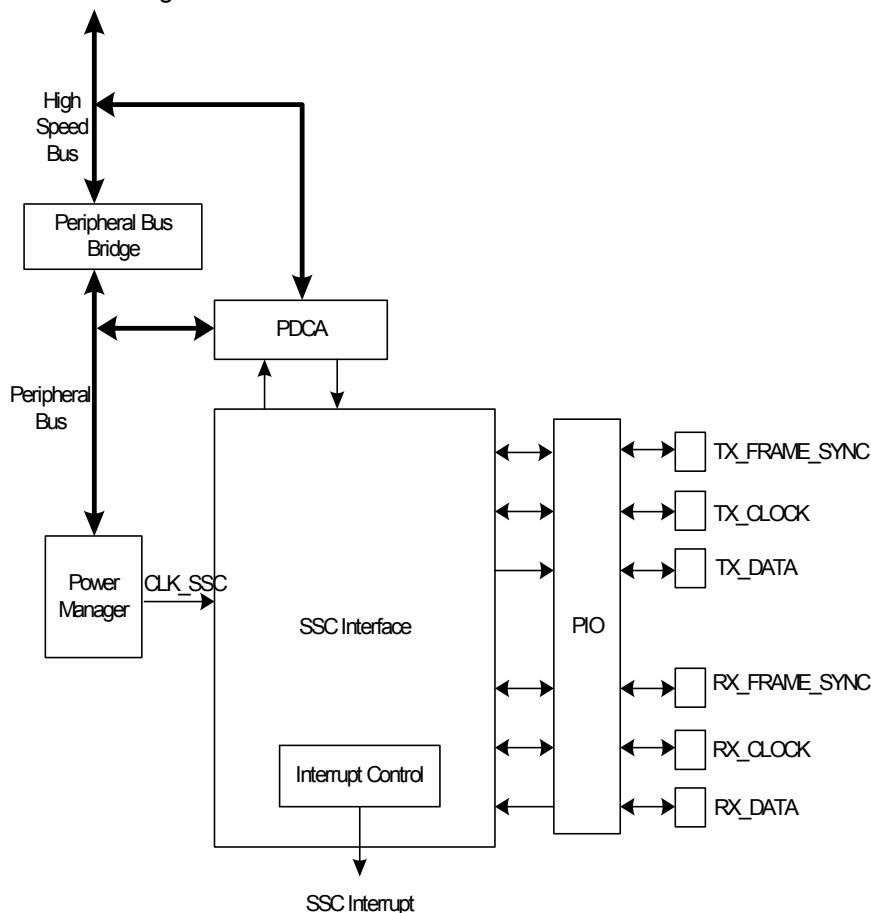 High
Speed
Bus
Peripheral Bus
Bridge
PDCA
Peripheral
Bus
TX_FRAME_SYNC
TX_CLOCK
TX_DATA
Power
Manager
CLK_SSC
SSC Interface
PIO
RX_FRAME_SYNC
RX_CLOCK
RX_DATA
Interrupt Control
SSC Interrupt